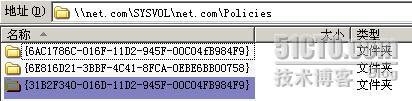 地址(D) \\net.com\SYSVOL\net.com\Policies
名称 大小 类型
{6AC1786C-016F-11D2-945F-00C04fB984F9} 文件夹
{6E816D21-3BBF-4C41-8FCA-0EBE6BB00758} 文件夹
{31B2F340-016D-11D2-945F-00C04FB984F9} 文件夹
51CTO.com
技术博客 Blog